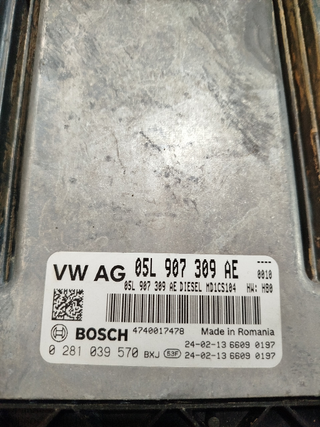 VW AG 05L 907 309 AE ----
05L 907 309 AE DIESEL MD1CS104 HW: H80
0010
BOSCH 4740017478 Made in Romania
0 281 039 570 BXJ 53F 24-02-13 6609 0197
24-02-13 6609 0197